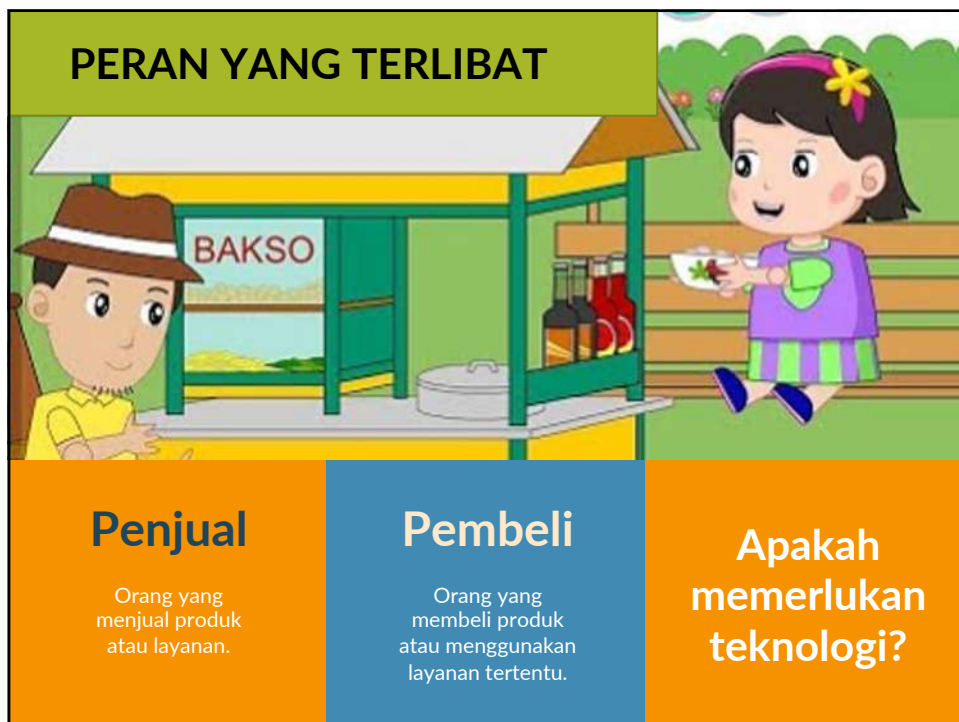 PERAN YANG TERLIBAT
BAKSO
Penjual
Orang yang
menjual produk
atau layanan.
Pembeli
Orang yang
membeli produk
atau menggunakan
layanan tertentu.
Apakah
memerlukan
teknologi?